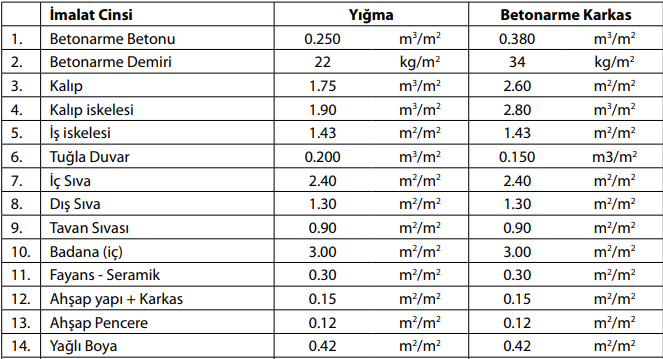 İmalat Cinsi Yığma Betonarme Karkas
1. Betonarme Betonu 0.250 m³/m² 0.380 m³/m²
2. Betonarme Demiri 22 kg/m² 34 kg/m²
3. Kalıp 1.75 m³/m² 2.60 m²/m²
4. Kalıp iskelesi 1.90 m³/m² 2.80 m³/m²
5. İş iskelesi 1.43 m²/m² 1.43 m²/m²
6. Tuğla Duvar 0.200 m³/m² 0.150 m3/m²
7. İç Sıva 2.40 m²/m² 2.40 m²/m²
8. Dış Sıva 1.30 m²/m² 1.30 m²/m²
9. Tavan Sıvası 0.90 m²/m² 0.90 m²/m²
10. Badana (iç) 3.00 m²/m² 3.00 m²/m²
11. Fayans - Seramik 0.30 m²/m² 0.30 m²/m²
12. Ahşap yapı + Karkas 0.15 m²/m² 0.15 m²/m²
13. Ahşap Pencere 0.12 m²/m² 0.12 m²/m²
14. Yağlı Boya 0.42 m²/m² 0.42 m²/m²